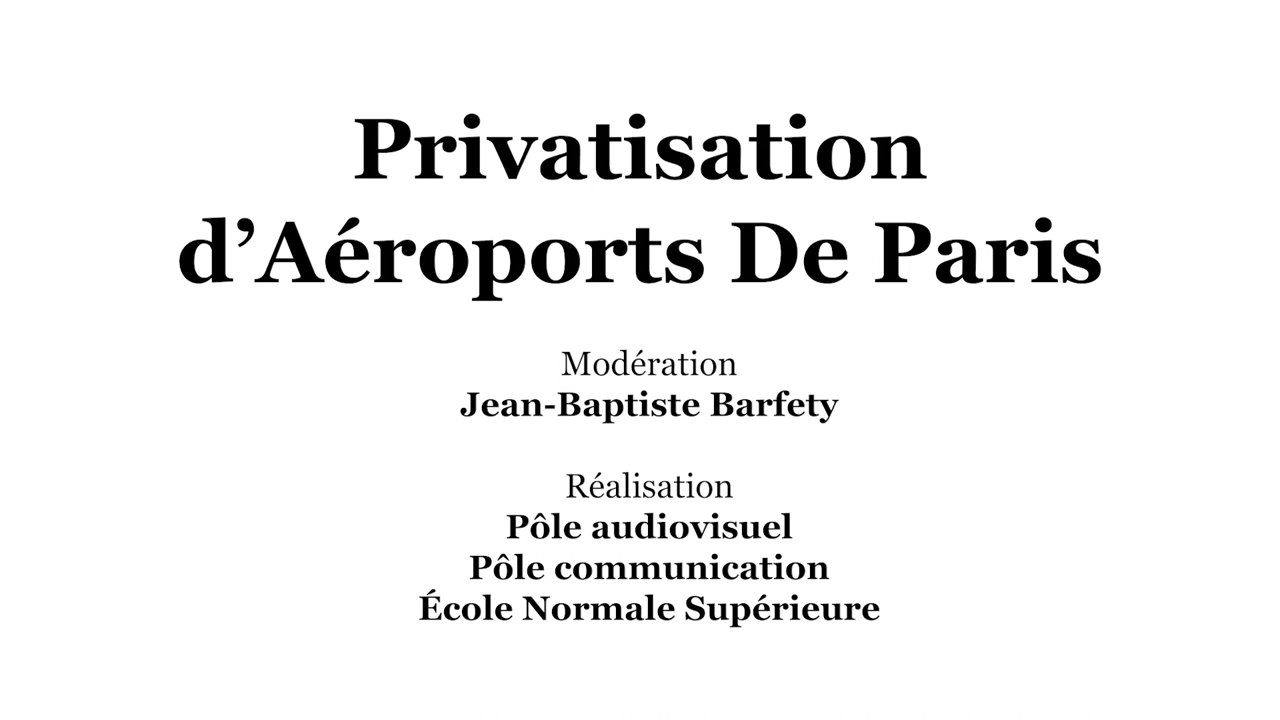 Privatisation
d’Aéroports De Paris
Modération
Jean-Baptiste Barfety
Réalisation
Pôle audiovisuel
Pôle communication
École Normale Supérieure